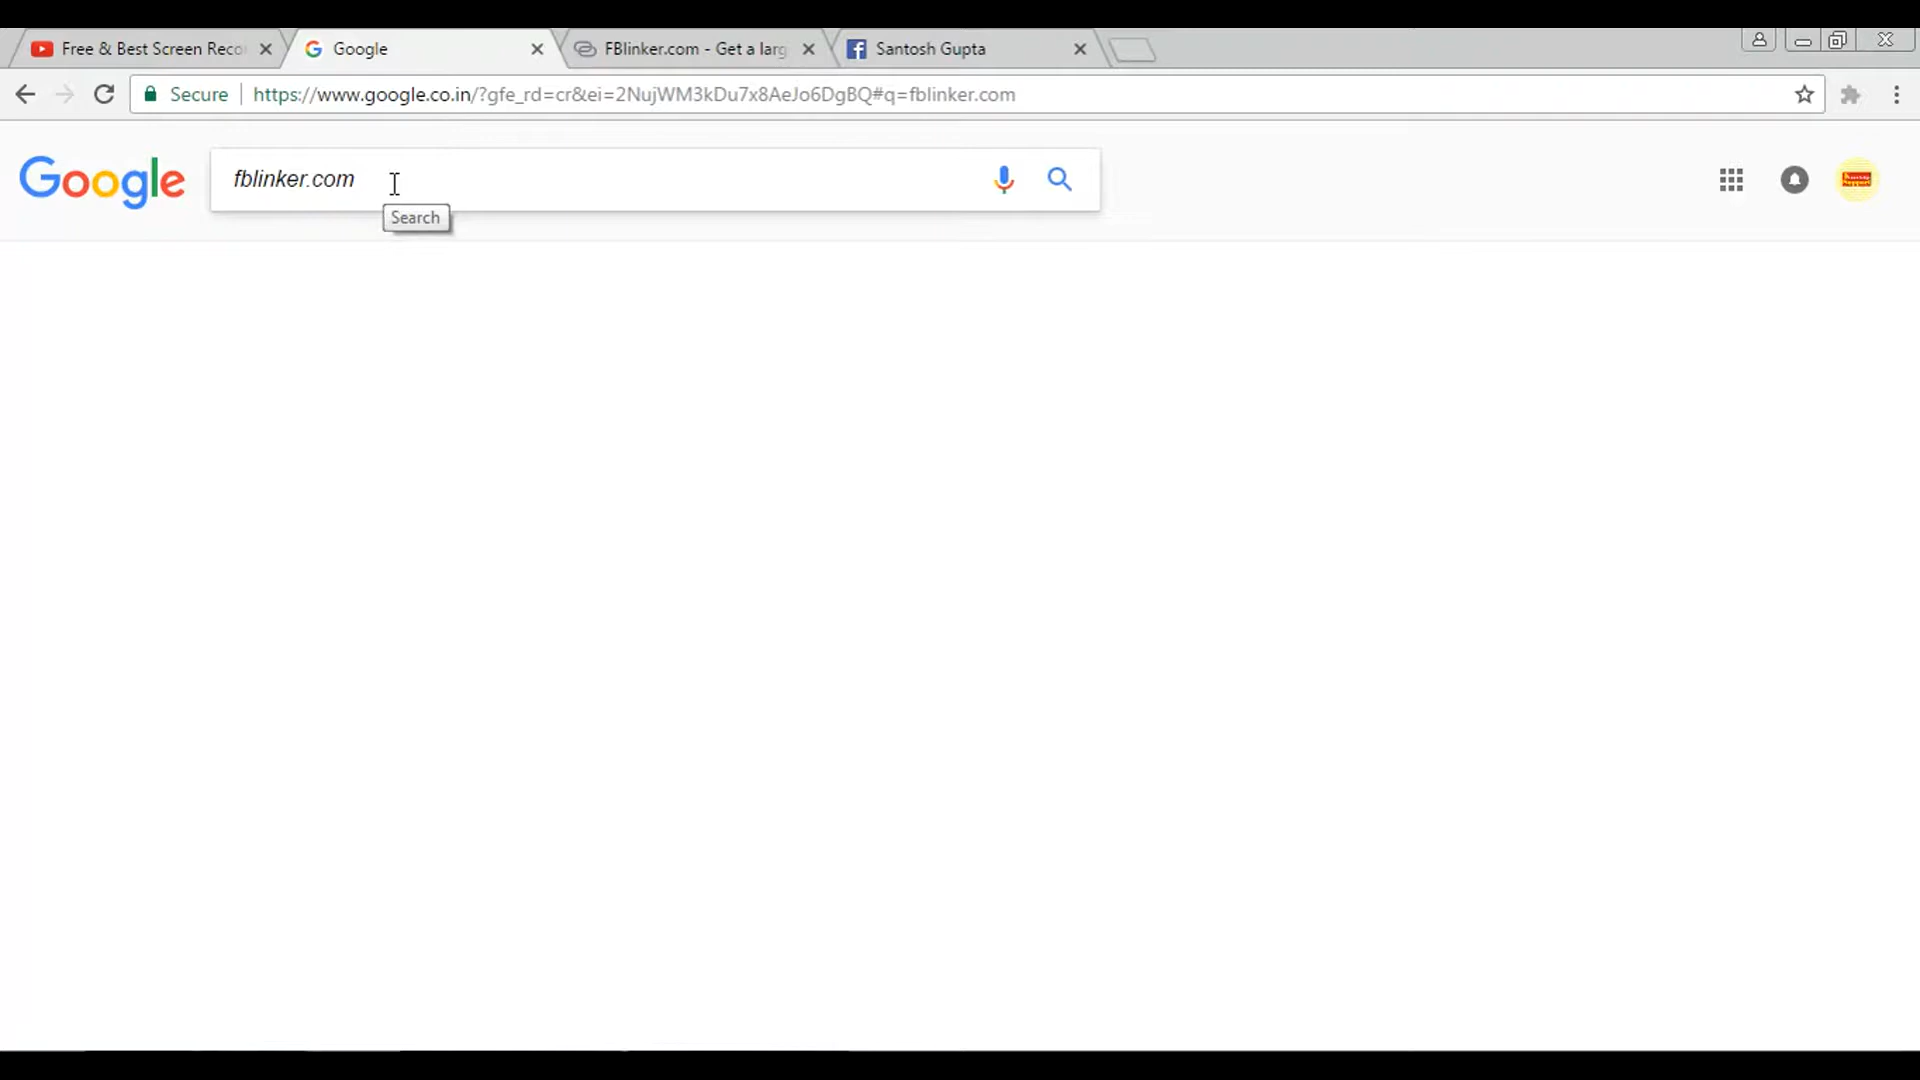 Free & Best Screen Reco
Google
FBlinker.com - Get a larg
Santosh Gupta
Secure
https://www.google.co.in/?gfe_rd=cr&ei=2NujWM3kDu7x8AeJo6DgBQ#q=fblinker.com
Google
fblinker.com
Search